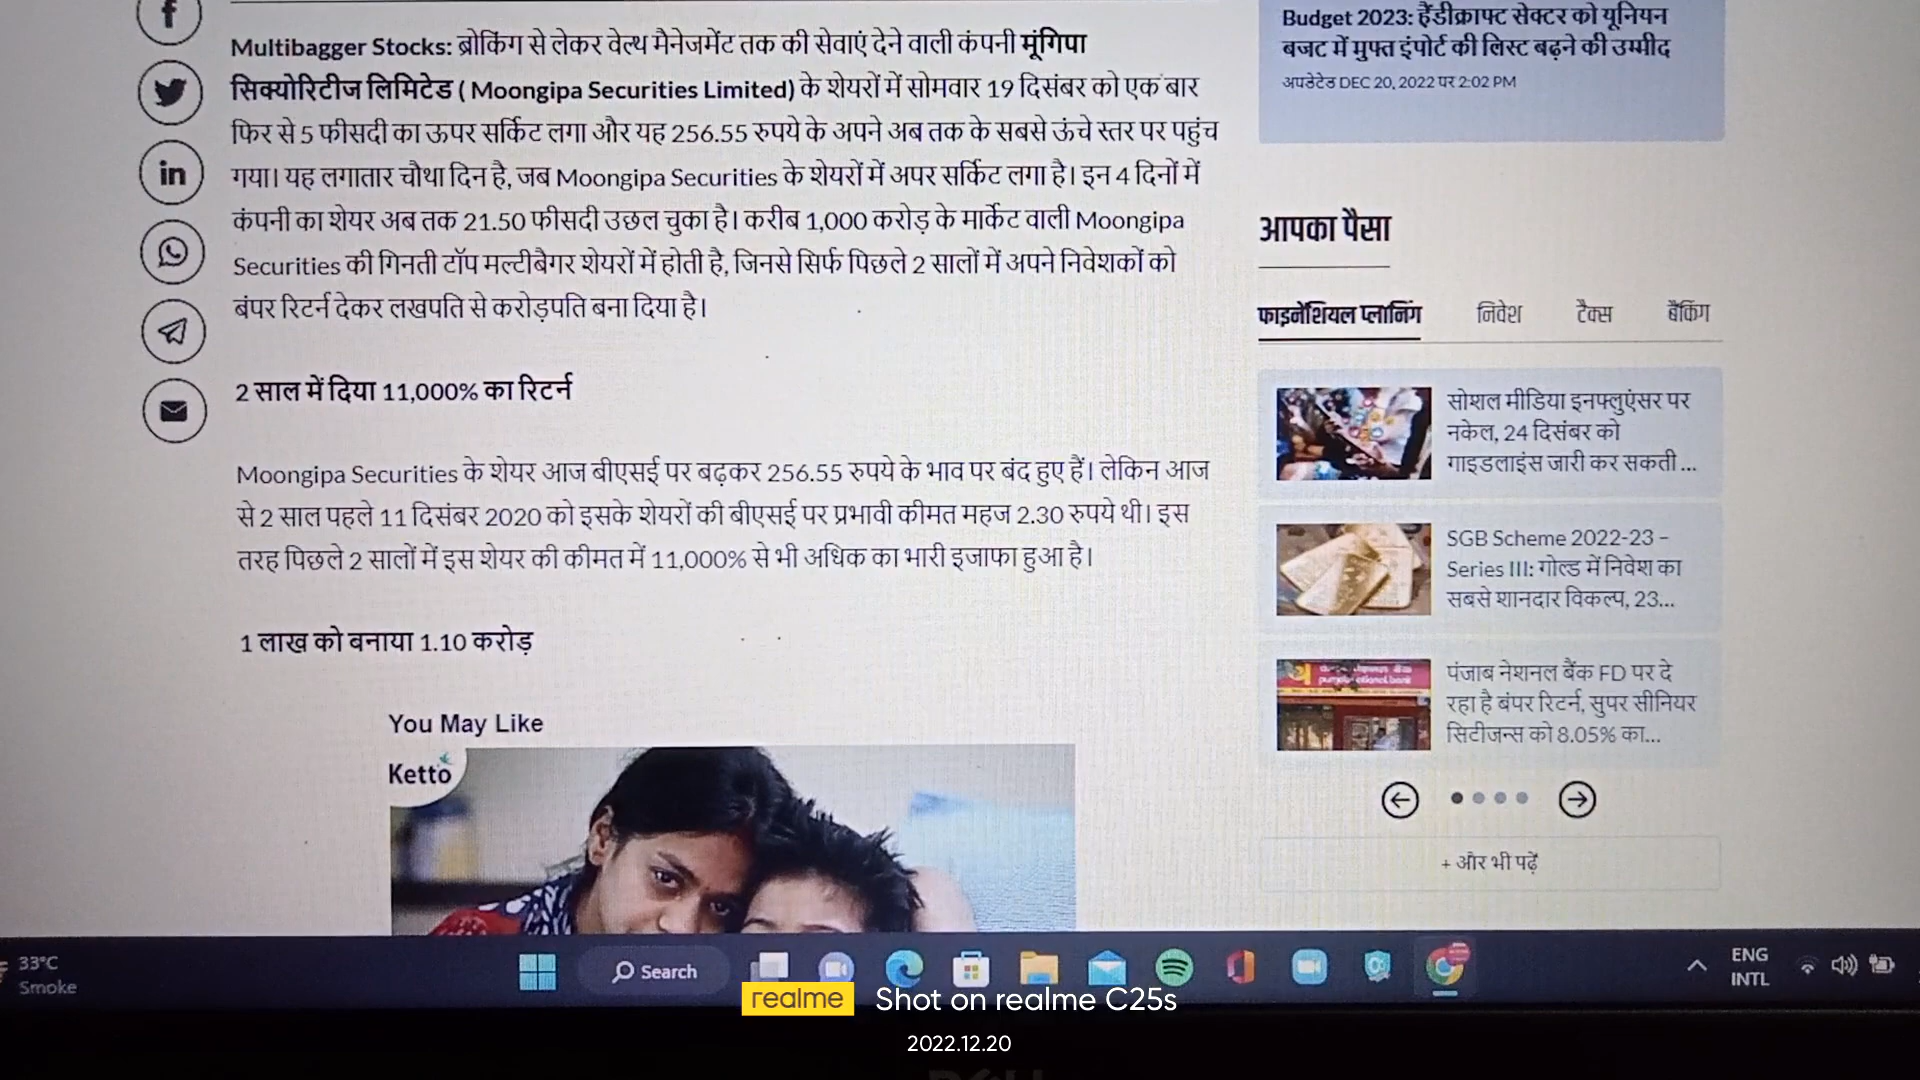 Multibagger Stocks: ब्रोकिंग से लेकर वेल्थ मैनेजमेंट तक की सेवाएं देने वाली कंपनी मूंगिपा
सिक्योरिटीज लिमिटेड ( Moongipa Securities Limited) के शेयरों में सोमवार 19 दिसंबर को एक बार
फिर से 5 फीसदी का ऊपर सर्किट लगा और यह 256.55 रुपये के अपने अब तक के सबसे ऊंचे स्तर पर पहुंच
गया। यह लगातार चौथा दिन है, जब Moongipa Securities के शेयरों में अपर सर्किट लगा है। इन 4 दिनों में
कंपनी का शेयर अब तक 21.50 फीसदी उछल चुका है। करीब 1,000 करोड़ के मार्केट वाली Moongipa
Securities की गिनती टॉप मल्टीबैगर शेयरों में होती है, जिनसे सिर्फ पिछले 2 सालों में अपने निवेशकों को
बंपर रिटर्न देकर लखपति से करोड़पति बना दिया है।
2 साल में दिया 11,000% का रिटर्न
Moongipa Securities के शेयर आज बीएसई पर बढ़कर 256.55 रुपये के भाव पर बंद हुए हैं। लेकिन आज
से 2 साल पहले 11 दिसंबर 2020 को इसके शेयरों की बीएसई पर प्रभावी कीमत महज 2.30 रुपये थी। इस
तरह पिछले 2 सालों में इस शेयर की कीमत में 11,000% से भी अधिक का भारी इजाफा हुआ है।
1 लाख को बनाया 1.10 करोड़
You May Like
Ketto
Budget 2023: हैंडीक्राफ्ट सेक्टर को यूनियन
बजट में मुफ्त इंपोर्ट की लिस्ट बढ़ने की उम्मीद
अपडेटेड DEC 20, 2022 पर 2:02 PM
आपका पैसा
फाइनेंशियल प्लानिंग निवेश टैक्स बैंकिंग
सोशल मीडिया इनफ्लुएंसर पर
नकेल, 24 दिसंबर को
गाइडलाइंस जारी कर सकती ...
SGB Scheme 2022-23 –
Series III: गोल्ड में निवेश का
सबसे शानदार विकल्प, 23...
पंजाब नेशनल बैंक FD पर दे
रहा है बंपर रिटर्न, सुपर सीनियर
सिटीजन्स को 8.05% का...
+ और भी पढ़ें
33°C
Smoke
Search
ENG
INTL
realme Shot on realme C25s
2022.12.20